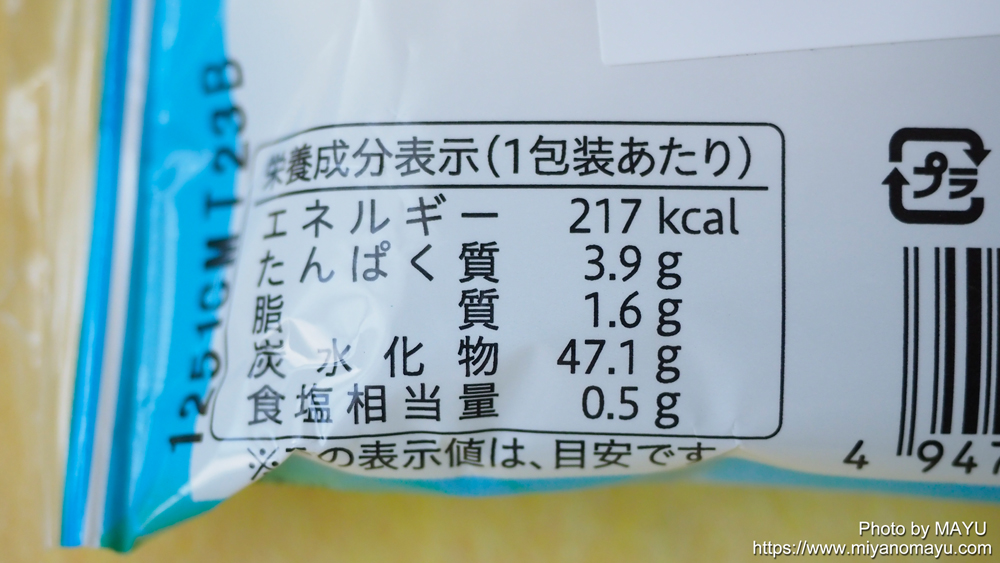 栄養成分表示(1包装あたり)
エネルギー 217 kcal
たんぱく質 3.9 g
脂質 1.6 g
炭水化物 47.1 g
食塩相当量 0.5 g
※この表示値は、目安です
プラ
4 947
Photo by MAYU
https://www.miyanomayu.com